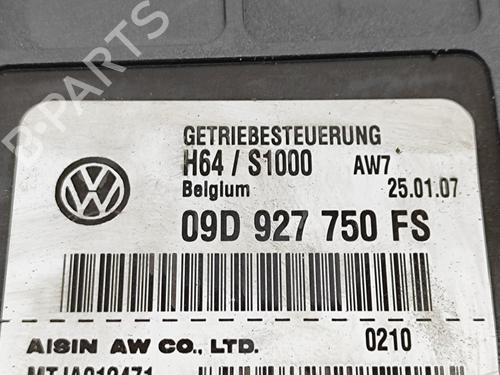 B-PARTS
GETRIEBESTEUERUNG
H64 / S1000 AW7
Belgium 25.01.07
09D 927 750 FS
AISIN AW CO., LTD. 0210